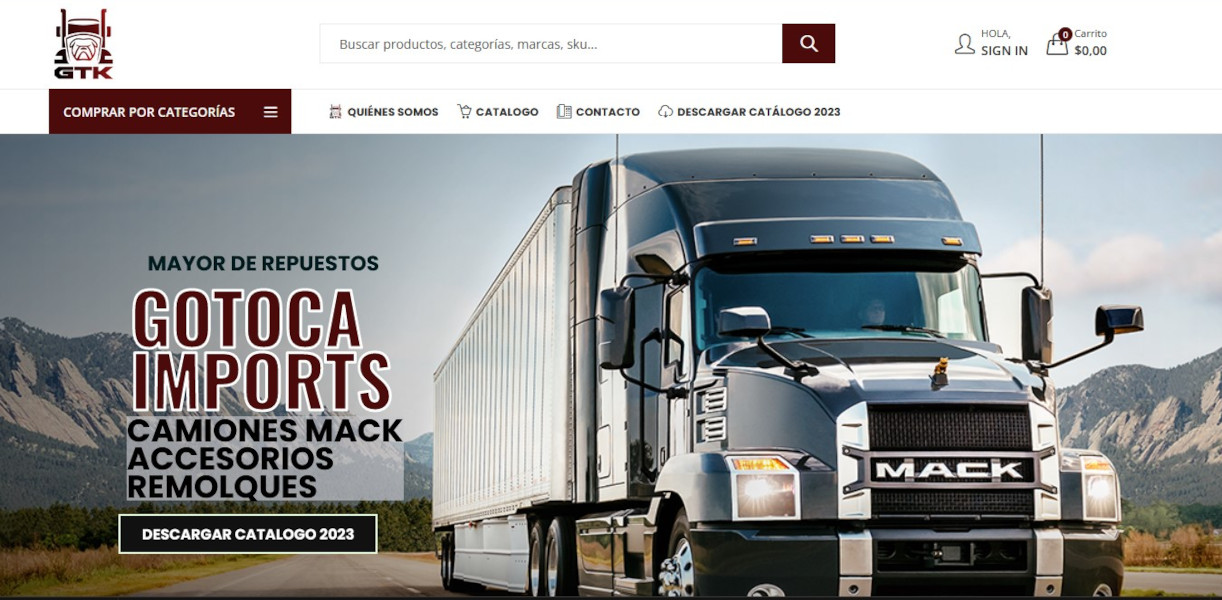 GTK
Buscar productos, categorías, marcas, sku...
HOLA,
SIGN IN
0
Carrito
$0,00
COMPRAR POR CATEGORÍAS
QUIÉNES SOMOS
CATALOGO
CONTACTO
DESCARGAR CATÁLOGO 2023
MAYOR DE REPUESTOS
GOTOCA
IMPORTS
CAMIONES MACK
ACCESORIOS
REMOLQUES
DESCARGAR CATALOGO 2023
MACK